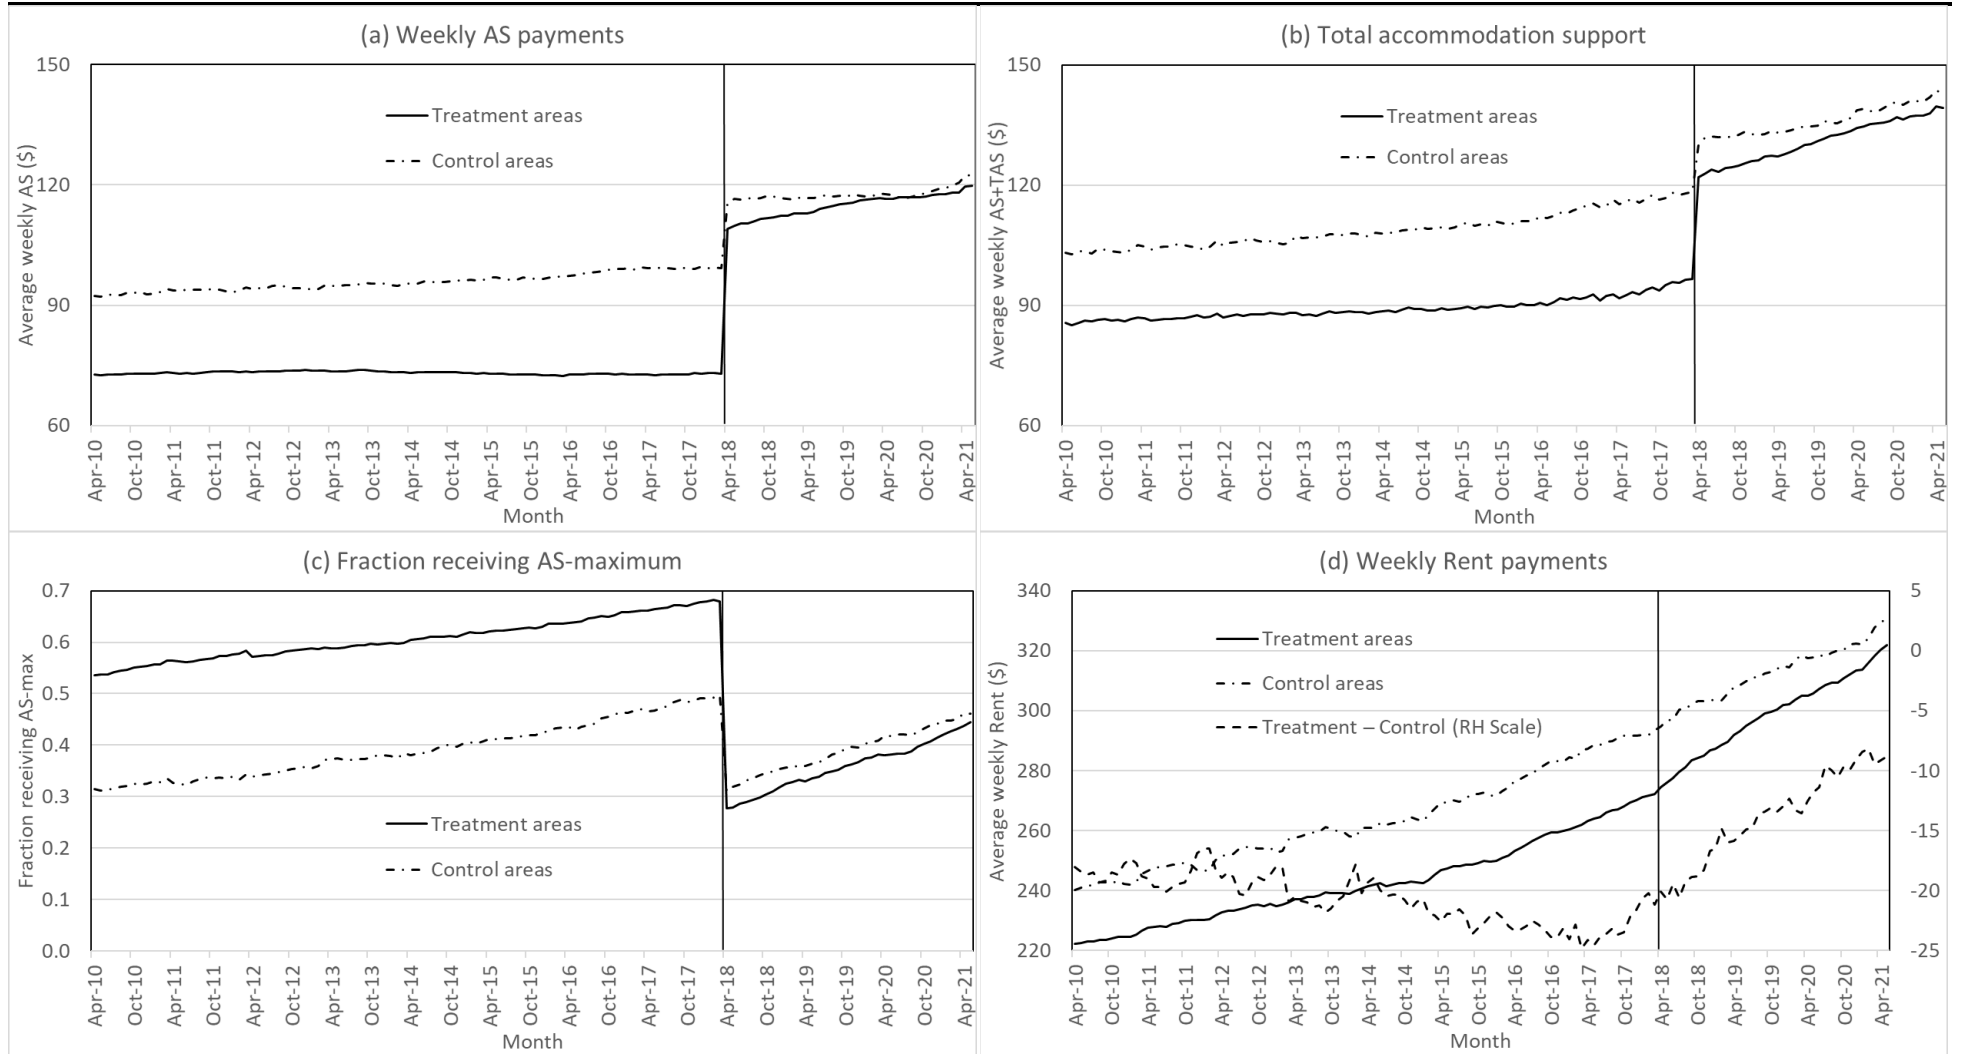 (a) Weekly AS payments
150
120
90
60
Average weekly AS ($)
Treatment areas
Control areas
Apr-10
Oct-10
Apr-11
Oct-11
Apr-12
Oct-12
Apr-13
Oct-13
Apr-14
Oct-14
Apr-15
Oct-15
Apr-16
Oct-16
Apr-17
Oct-17
Apr-18
Oct-18
Apr-19
Oct-19
Apr-20
Oct-20
Apr-21
Month
(b) Total accommodation support
150
120
90
60
Average weekly AS+TAS ($)
Treatment areas
Control areas
Apr-10
Oct-10
Apr-11
Oct-11
Apr-12
Oct-12
Apr-13
Oct-13
Apr-14
Oct-14
Apr-15
Oct-15
Apr-16
Oct-16
Apr-17
Oct-17
Apr-18
Oct-18
Apr-19
Oct-19
Apr-20
Oct-20
Apr-21
Month
(c) Fraction receiving AS-maximum
0.7
0.6
0.5
0.4
0.3
0.2
0.1
0.0
Fraction receiving AS-max
Treatment areas
Control areas
Apr-10
Oct-10
Apr-11
Oct-11
Apr-12
Oct-12
Apr-13
Oct-13
Apr-14
Oct-14
Apr-15
Oct-15
Apr-16
Oct-16
Apr-17
Oct-17
Apr-18
Oct-18
Apr-19
Oct-19
Apr-20
Oct-20
Apr-21
Month
(d) Weekly Rent payments
340
320
300
280
260
240
220
Average weekly Rent ($)
Treatment areas
Control areas
Treatment – Control (RH Scale)
5
0
-5
-10
-15
-20
-25
Apr-10
Oct-10
Apr-11
Oct-11
Apr-12
Oct-12
Apr-13
Oct-13
Apr-14
Oct-14
Apr-15
Oct-15
Apr-16
Oct-16
Apr-17
Oct-17
Apr-18
Oct-18
Apr-19
Oct-19
Apr-20
Oct-20
Apr-21
Month